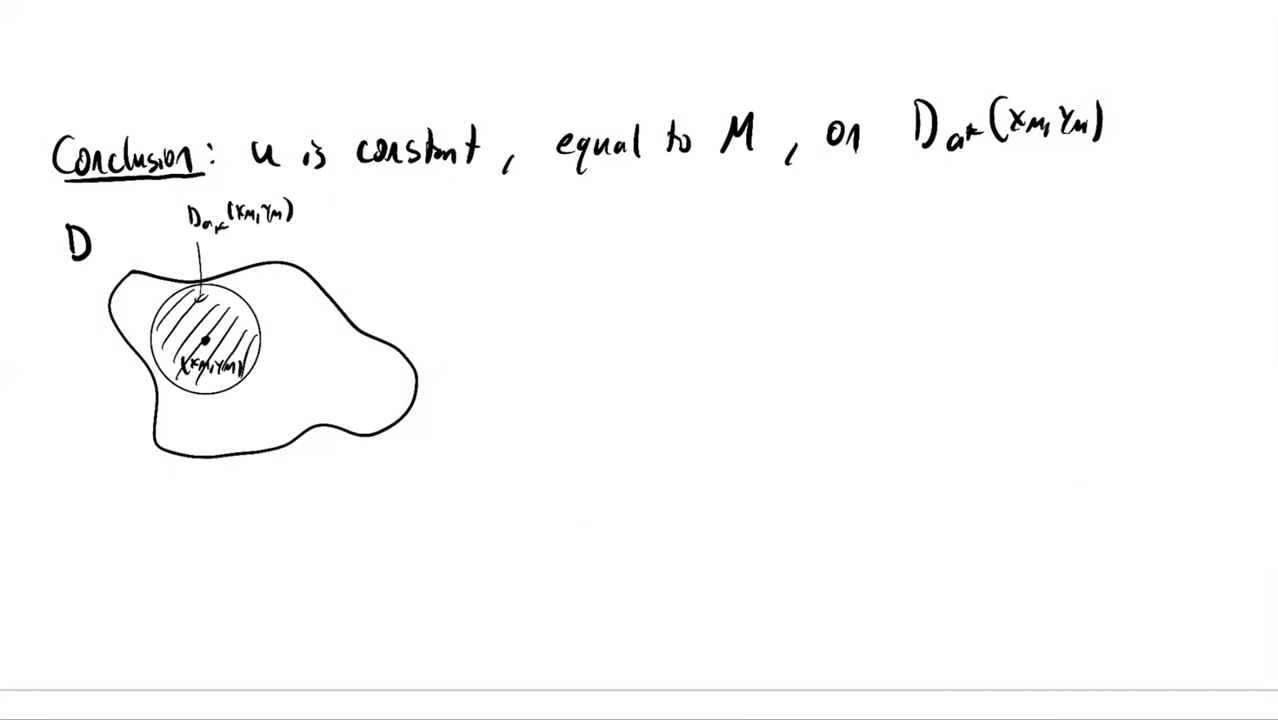 Conclusion: u is constant, equal to M, on D_{a*}(x_M, y_M)
D_{a*}(x_M, y_M)
D
(x_M, y_M)